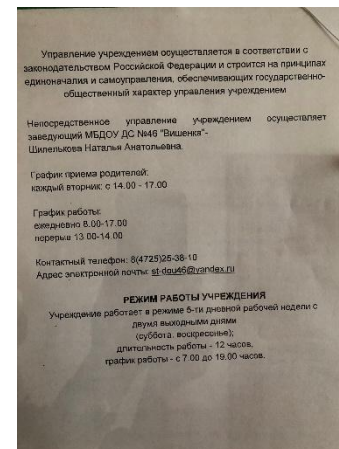 Управление учреждением осуществляется в соответствии с
законодательством Российской Федерации и строится на принципах
единоначалия и самоуправления, обеспечивающих государственно-
общественный характер управления учреждением
Непосредственное управление учреждением осуществляет
заведующий МБДОУ ДС №46 "Вишенка"-
Шипелькова Наталья Анатольевна.
График приема родителей:
каждый вторник: с 14.00 - 17.00
График работы:
ежедневно 8.00-17.00
перерыв 13.00-14.00
Контактный телефон: 8(4725)25-38-10
Адрес электронной почты: st-dou46@yandex.ru
РЕЖИМ РАБОТЫ УЧРЕЖДЕНИЯ
Учреждение работает в режиме 5-ти дневной рабочей недели с
двумя выходными днями
(суббота, воскресенье);
длительность работы - 12 часов,
график работы - с 7.00 до 19.00 часов.